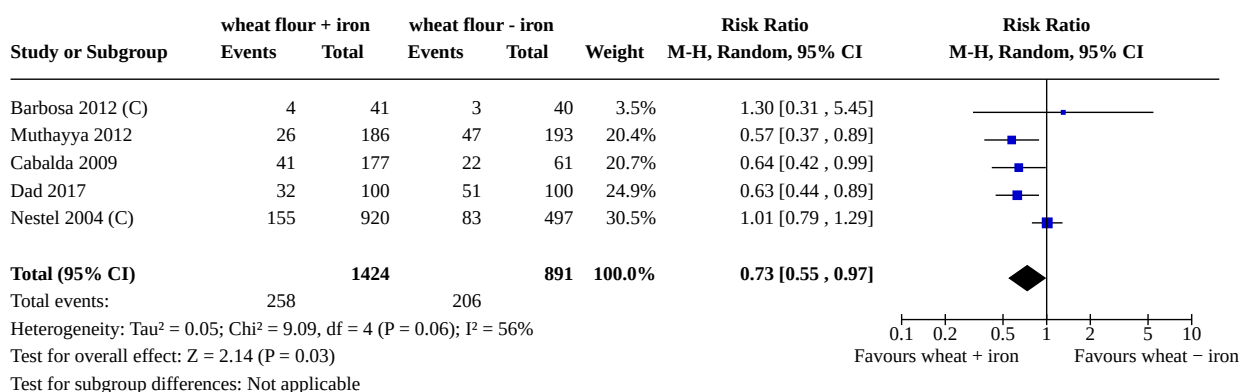 wheat flour + iron wheat flour - iron Risk Ratio Risk Ratio
Study or Subgroup Events Total Events Total Weight M-H, Random, 95% CI M-H, Random, 95% CI
Barbosa 2012 (C) 4 41 3 40 3.5% 1.30 [0.31 , 5.45]
Muthayya 2012 26 186 47 193 20.4% 0.57 [0.37 , 0.89]
Cabalda 2009 41 177 22 61 20.7% 0.64 [0.42 , 0.99]
Dad 2017 32 100 51 100 24.9% 0.63 [0.44 , 0.89]
Nestel 2004 (C) 155 920 83 497 30.5% 1.01 [0.79 , 1.29]
Total (95% CI) 1424 891 100.0% 0.73 [0.55 , 0.97]
Total events: 258 206
Heterogeneity: Tau² = 0.05; Chi² = 9.09, df = 4 (P = 0.06); I² = 56% 0.1 0.2 0.5 1 2 5 10
Test for overall effect: Z = 2.14 (P = 0.03) Favours wheat + iron Favours wheat − iron
Test for subgroup differences: Not applicable